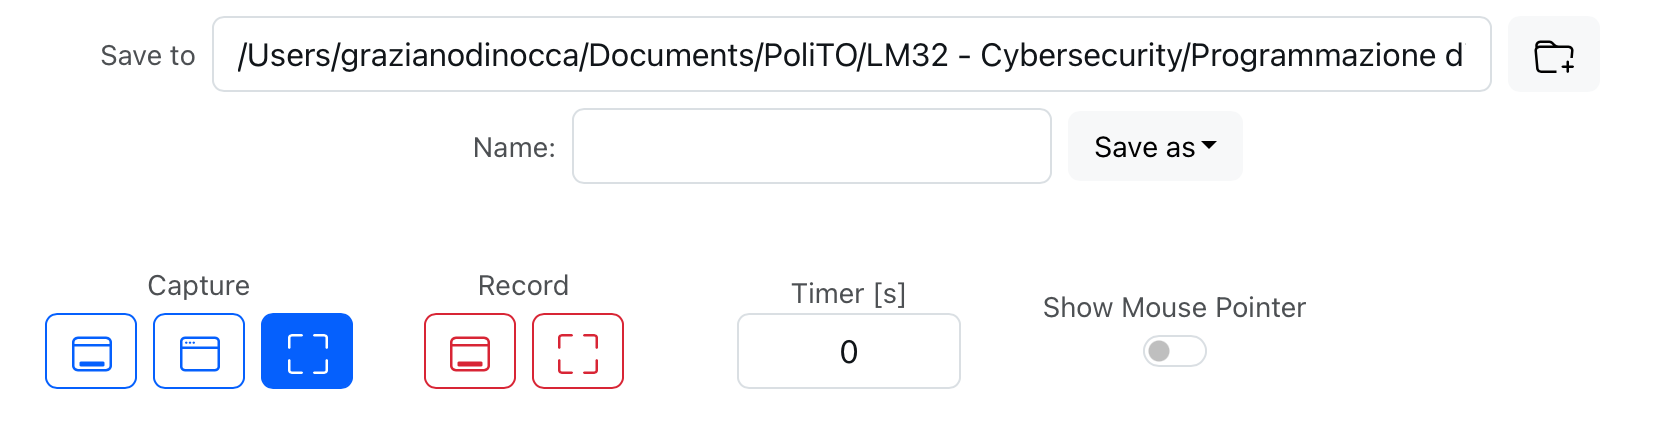 Save to /Users/grazianodinocca/Documents/PoliTO/LM32 - Cybersecurity/Programmazione d
Name: Save as
Capture Record Timer [s] Show Mouse Pointer
0